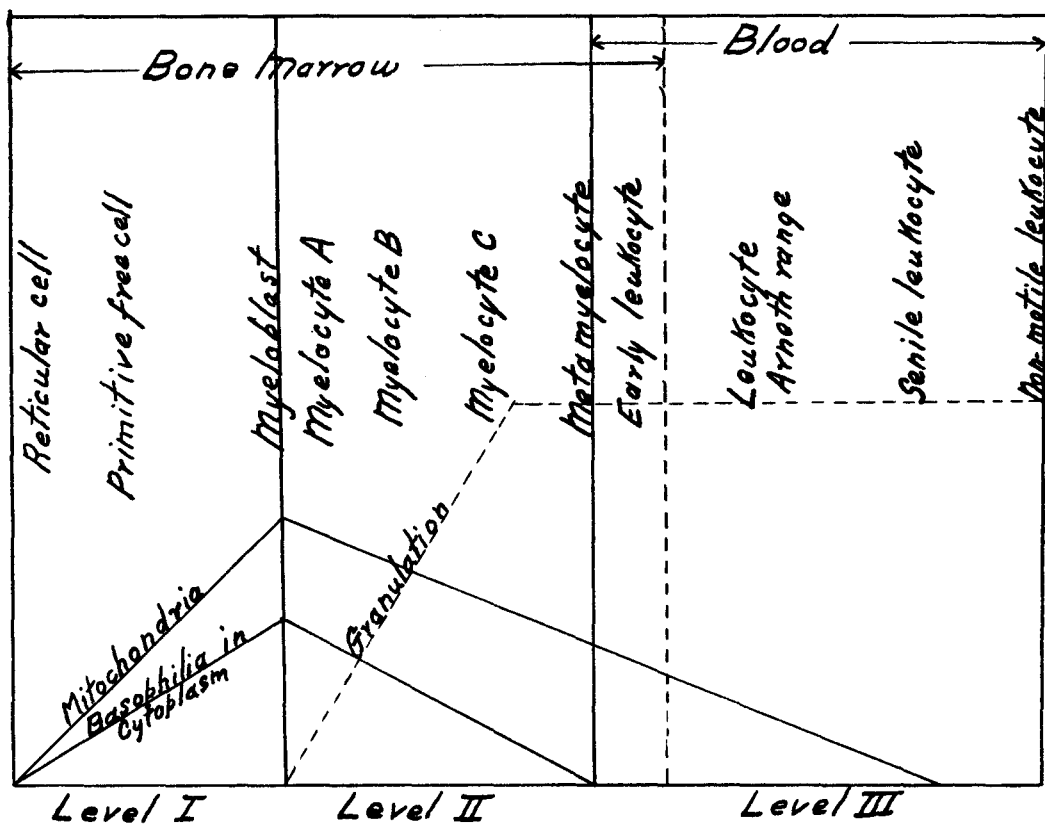 Bone Marrow
Blood
Reticular cell
Primitive free cell
Myeloblast
Myelocyte A
Myelocyte B
Myelocyte C
Metamyelocyte
Early leukocyte
Leukocyte
Arneth range
Senile leukocyte
Non-motile leukocyte
Mitochondria
Basophilia in
Cytoplasm
Granulation
Level I
Level II
Level III